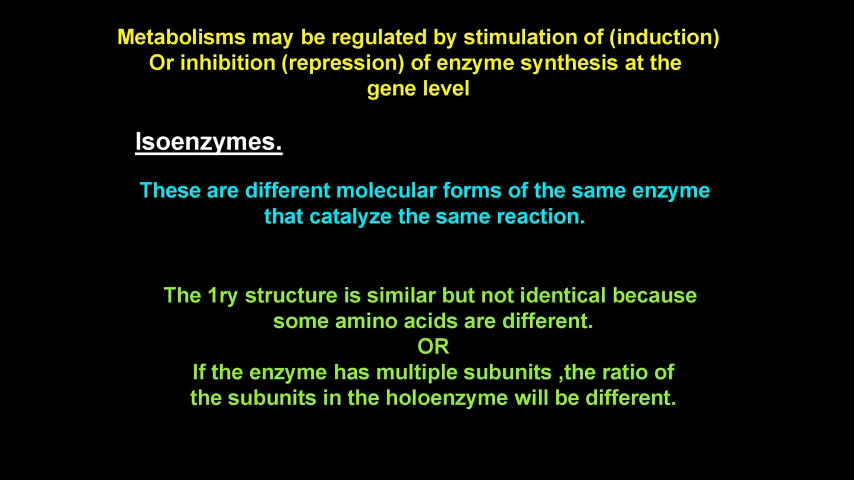 Metabolisms may be regulated by stimulation of (induction)
Or inhibition (repression) of enzyme synthesis at the
gene level
Isoenzymes.
These are different molecular forms of the same enzyme
that catalyze the same reaction.
The 1ry structure is similar but not identical because
some amino acids are different.
OR
If the enzyme has multiple subunits ,the ratio of
the subunits in the holoenzyme will be different.